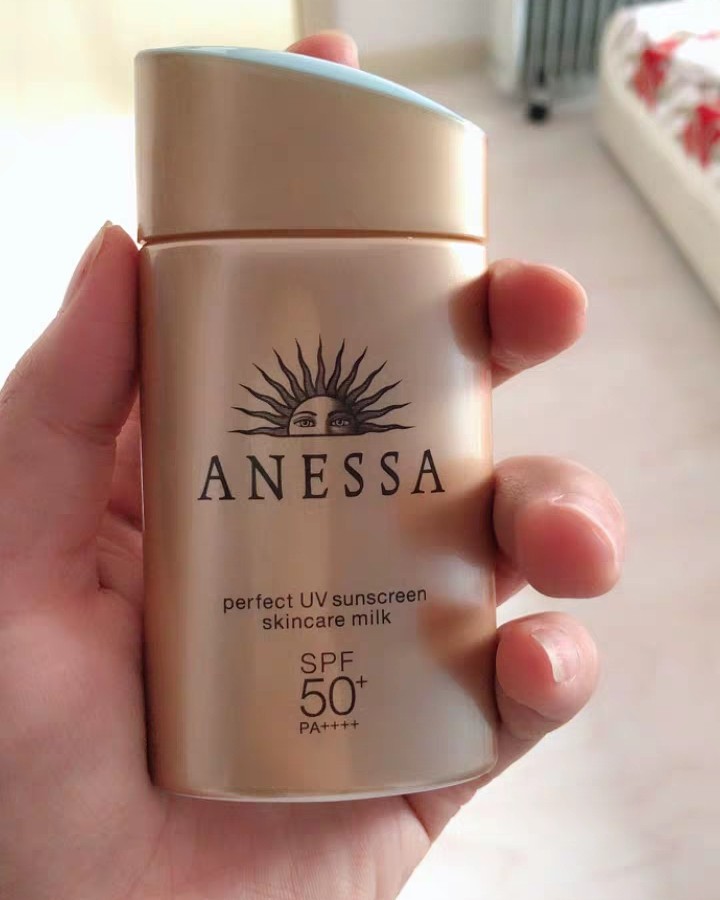 ANESSA
perfect UV sunscreen
skincare milk
SPF
50+
PA++++